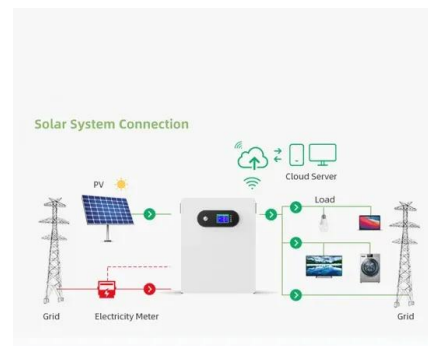 Solar System Connection
Cloud Server
PV
Load
Grid
Electricity Meter
Grid